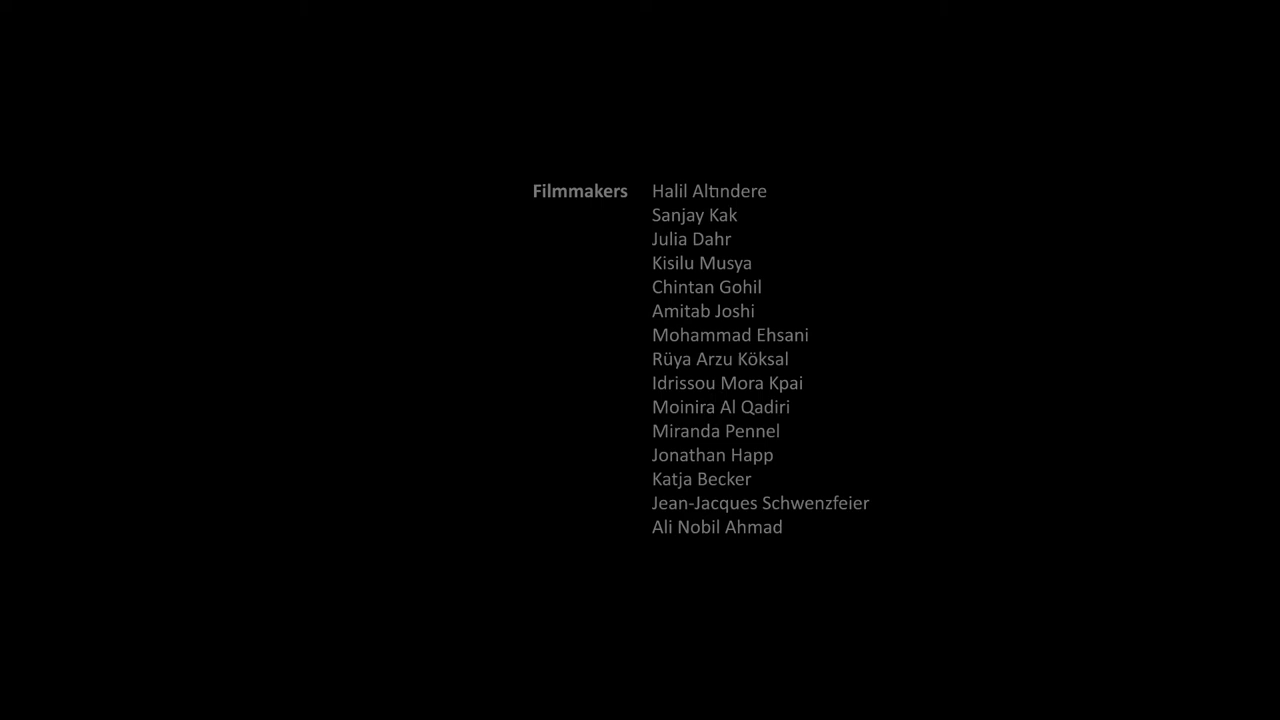 Filmmakers Halil Altındere
Sanjay Kak
Julia Dahr
Kisilu Musya
Chintan Gohil
Amitab Joshi
Mohammad Ehsani
Rüya Arzu Köksal
Idrissou Mora Kpai
Moinira Al Qadiri
Miranda Pennel
Jonathan Happ
Katja Becker
Jean-Jacques Schwenzfeier
Ali Nobil Ahmad